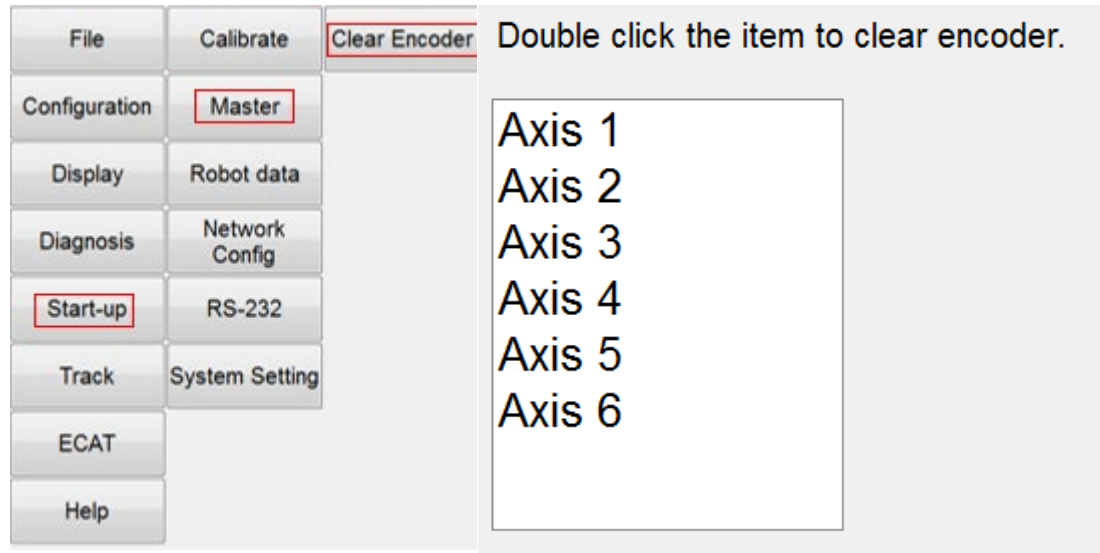 File
Calibrate
Clear Encoder
Configuration
Master
Display
Robot data
Diagnosis
Network
Config
Start-up
RS-232
Track
System Setting
ECAT
Help
Double click the item to clear encoder.
Axis 1
Axis 2
Axis 3
Axis 4
Axis 5
Axis 6